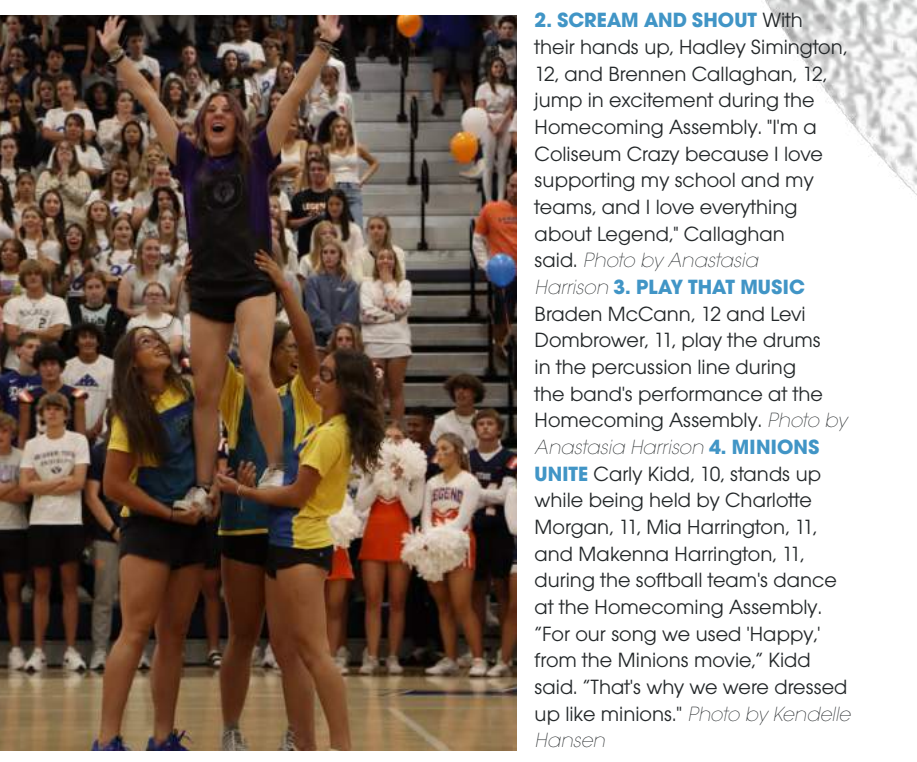 2. SCREAM AND SHOUT With
their hands up, Hadley Simington,
12, and Brennen Callaghan, 12,
jump in excitement during the
Homecoming Assembly. "I'm a
Coliseum Crazy because I love
supporting my school and my
teams, and I love everything
about Legend," Callaghan
said. Photo by Anastasia
Harrison 3. PLAY THAT MUSIC
Braden McCann, 12 and Levi
Dombrower, 11, play the drums
in the percussion line during
the band's performance at the
Homecoming Assembly. Photo by
Anastasia Harrison 4. MINIONS
UNITE Carly Kidd, 10, stands up
while being held by Charlotte
Morgan, 11, Mia Harrington, 11,
and Makenna Harrington, 11,
during the softball team's dance
at the Homecoming Assembly.
“For our song we used 'Happy,'
from the Minions movie,” Kidd
said. “That's why we were dressed
up like minions." Photo by Kendelle
Hansen
LEGEND